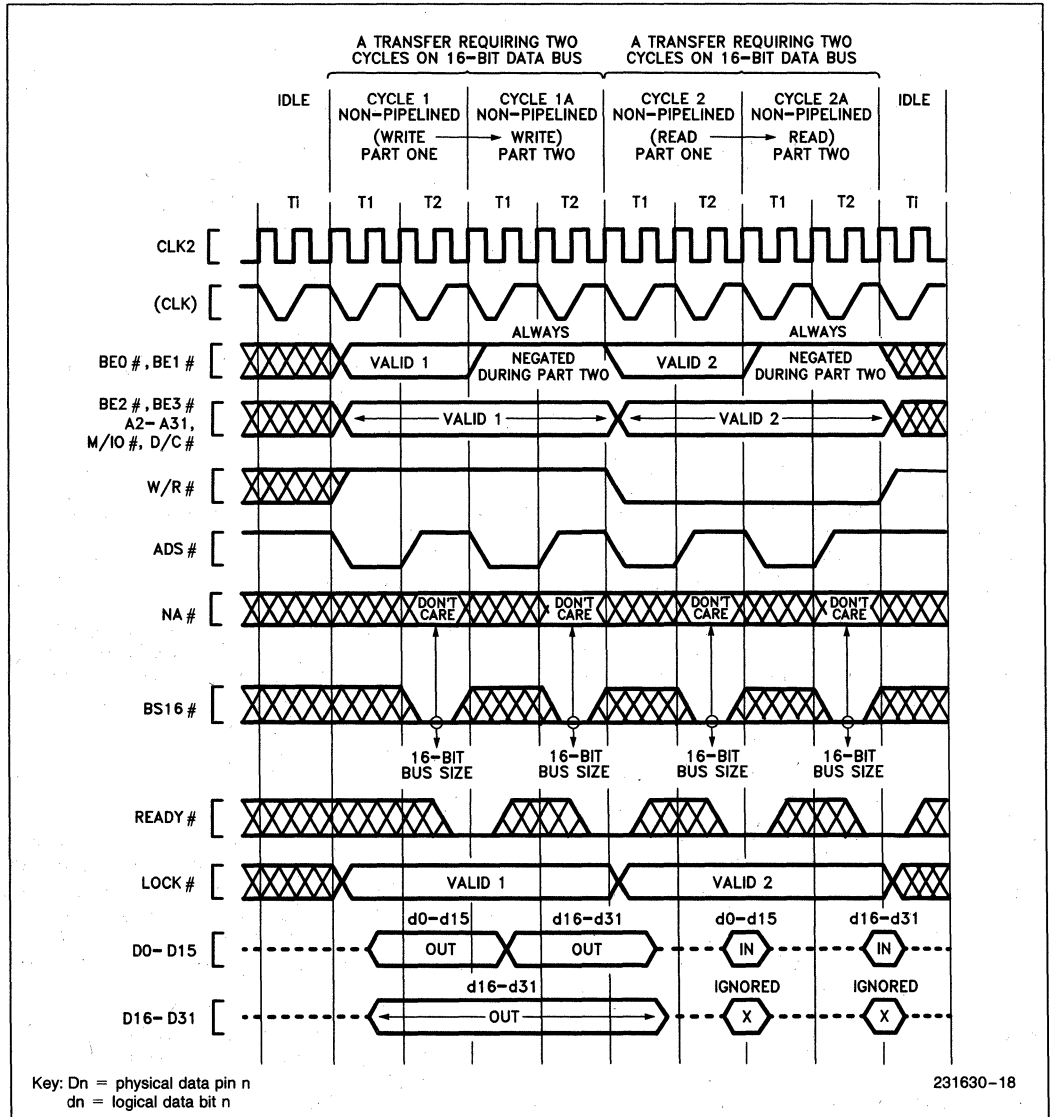 A TRANSFER REQUIRING TWO CYCLES ON 16-BIT DATA BUS
A TRANSFER REQUIRING TWO CYCLES ON 16-BIT DATA BUS
IDLE
CYCLE 1 NON-PIPELINED (WRITE PART ONE
CYCLE 1A NON-PIPELINED WRITE) PART TWO
CYCLE 2 NON-PIPELINED (READ PART ONE
CYCLE 2A NON-PIPELINED READ) PART TWO
IDLE
Ti T1 T2 T1 T2 T1 T2 T1 T2 Ti
CLK2
(CLK)
ALWAYS ALWAYS
BE0#, BE1# VALID 1 NEGATED DURING PART TWO VALID 2 NEGATED DURING PART TWO
BE2#, BE3#
A2-A31,
M/IO#, D/C#
VALID 1 VALID 2
W/R#
ADS#
NA# DON'T CARE DON'T CARE DON'T CARE DON'T CARE
BS16#
16-BIT BUS SIZE 16-BIT BUS SIZE 16-BIT BUS SIZE 16-BIT BUS SIZE
READY#
LOCK# VALID 1 VALID 2
d0-d15 d16-d31 d0-d15 d16-d31
D0-D15 OUT OUT IN IN
d16-d31 IGNORED IGNORED
D16-D31 OUT X X
Key: Dn = physical data pin n
dn = logical data bit n
231630-18